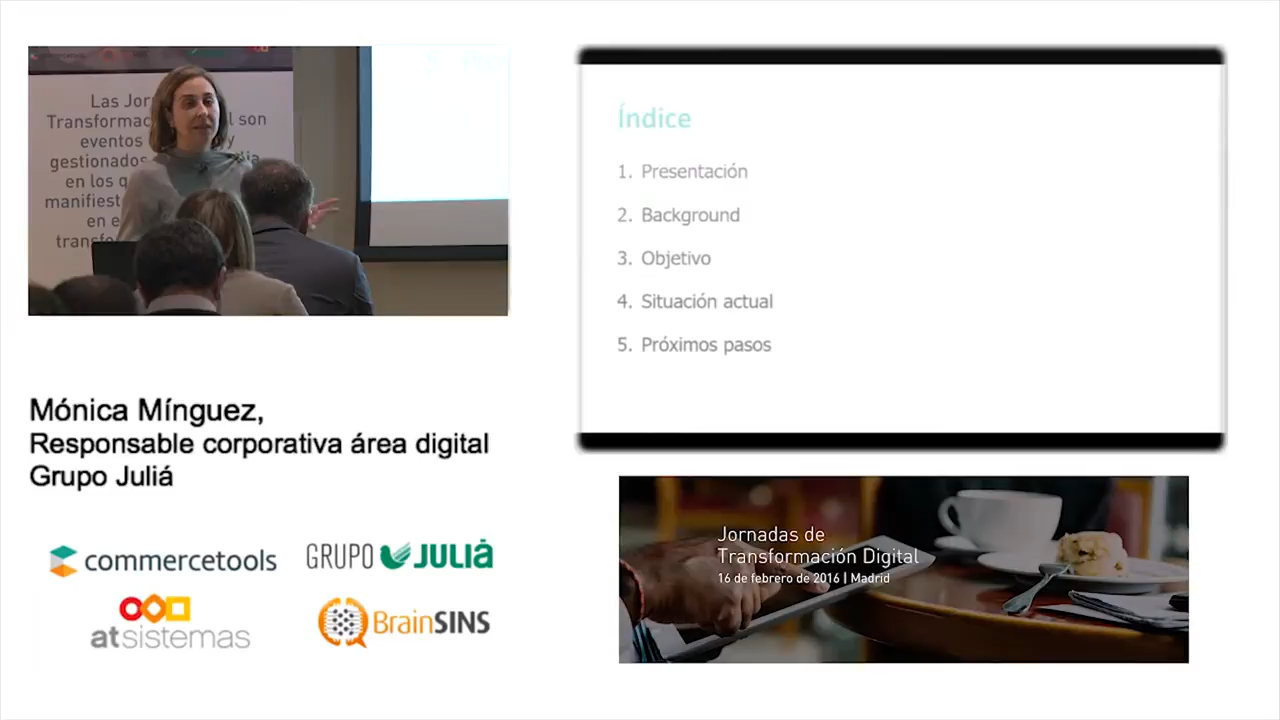 Las Jor
Transformac l son
eventos y
gestionados
en los q
manifiest
en e
transfo
Índice
1. Presentación
2. Background
3. Objetivo
4. Situación actual
5. Próximos pasos
Mónica Mínguez,
Responsable corporativa área digital
Grupo Juliá
commercetools
GRUPO JULIÀ
atsistemas
BrainSINS
Jornadas de
Transformación Digital
16 de febrero de 2016 | Madrid